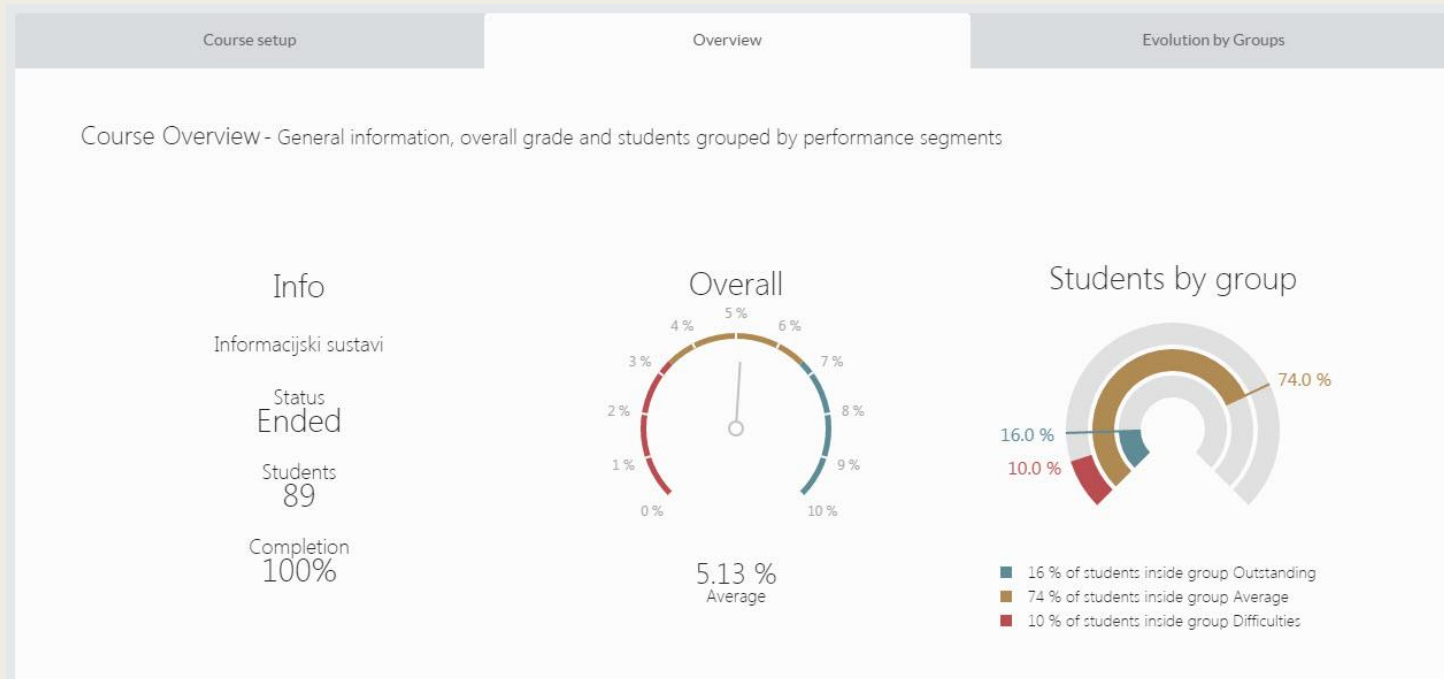 Course setup
Overview
Evolution by Groups
Course Overview - General information, overall grade and students grouped by performance segments
Info
Informacijski sustavi
Status
Ended
Students
89
Completion
100%
Overall
0 %
1 %
2 %
3 %
4 %
5 %
6 %
7 %
8 %
9 %
10 %
5.13 %
Average
Students by group
74.0 %
16.0 %
10.0 %
16 % of students inside group Outstanding
74 % of students inside group Average
10 % of students inside group Difficulties